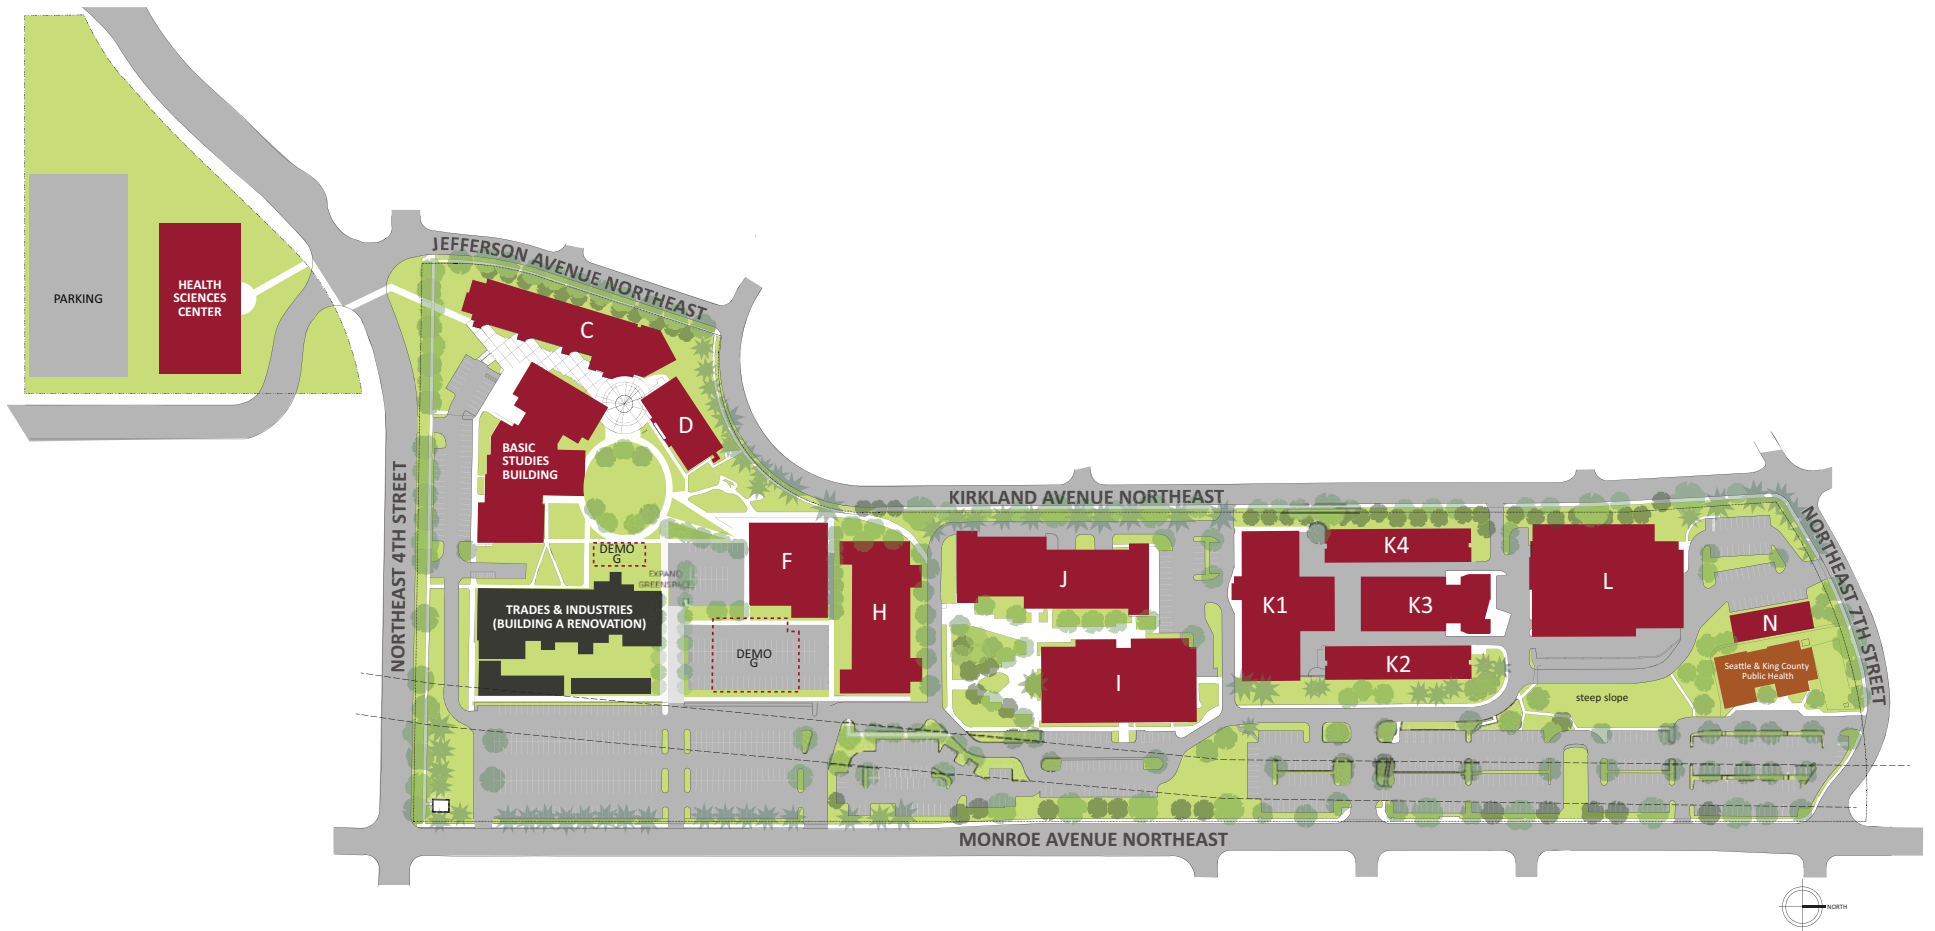 JEFFERSON AVENUE NORTHEAST
PARKING
HEALTH
SCIENCES
CENTER
C
D
BASIC
STUDIES
BUILDING
NORTHEAST 4TH STREET
KIRKLAND AVENUE NORTHEAST
NORTHEAST 7TH STREET
DEMO
G
EXPAND
GREENSPACE
F
H
J
K1
K4
K3
K2
L
N
TRADES & INDUSTRIES
(BUILDING A RENOVATION)
DEMO
G
I
Seattle & King County
Public Health
steep slope
MONROE AVENUE NORTHEAST
NORTH